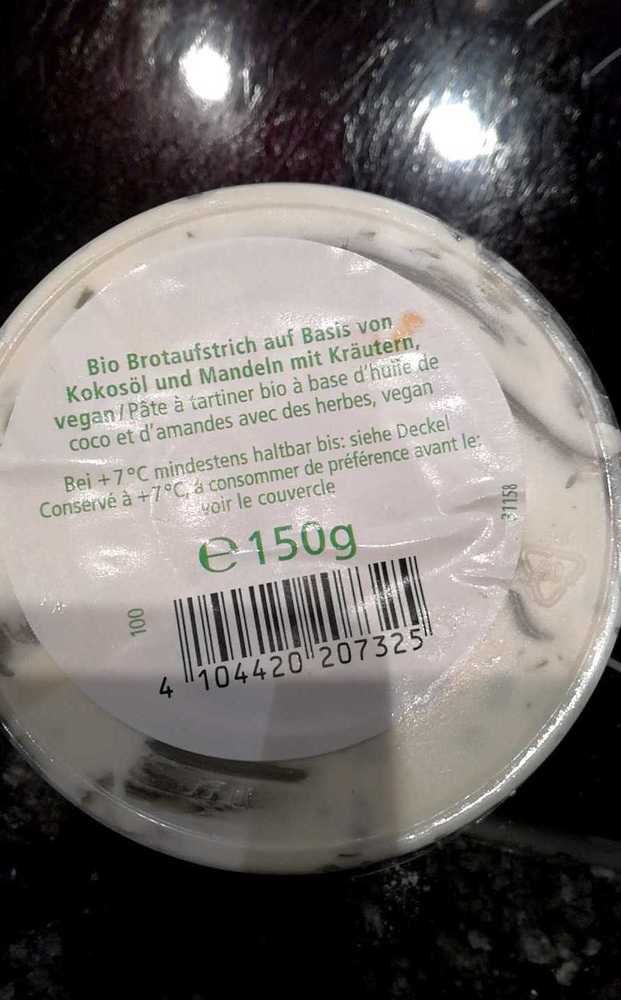 Bio Brotaufstrich auf Basis von
Kokosöl und Mandeln mit Kräutern,
vegan/Pâte à tartiner bio à base d'huile de
coco et d'amandes avec des herbes, vegan
Bei +7°C mindestens haltbar bis: siehe Deckel
Conservé à +7°C, à consommer de préférence avant le:
voir le couvercle
e 150g
31158
100
4 104420 207325